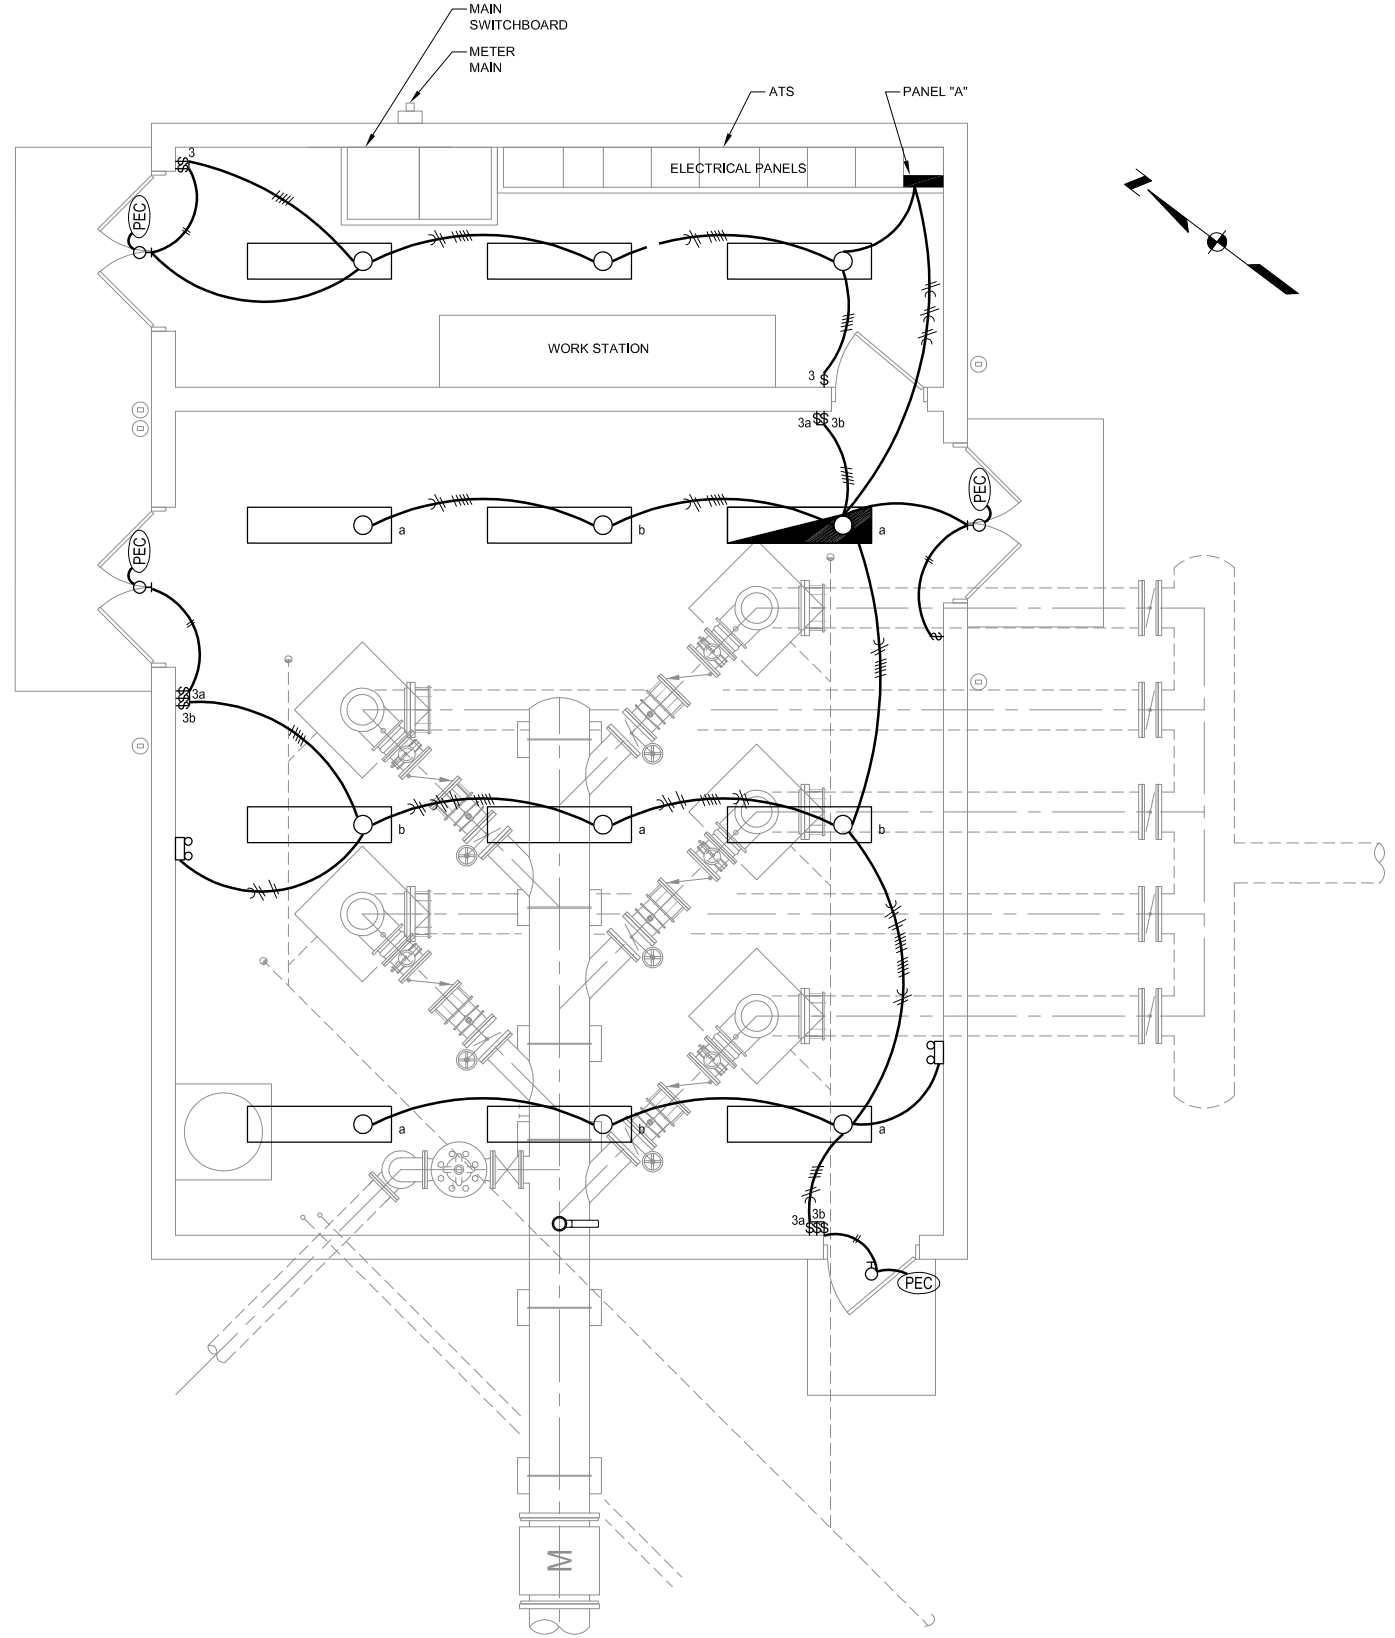 MAIN
SWITCHBOARD
METER
MAIN
ATS
PANEL "A"
3
ELECTRICAL PANELS
N
PEC
WORK STATION
3
3a
3b
PEC
a
b
a
PEC
3a
3b
b
a
b
a
b
a
3b
3a
PEC
M